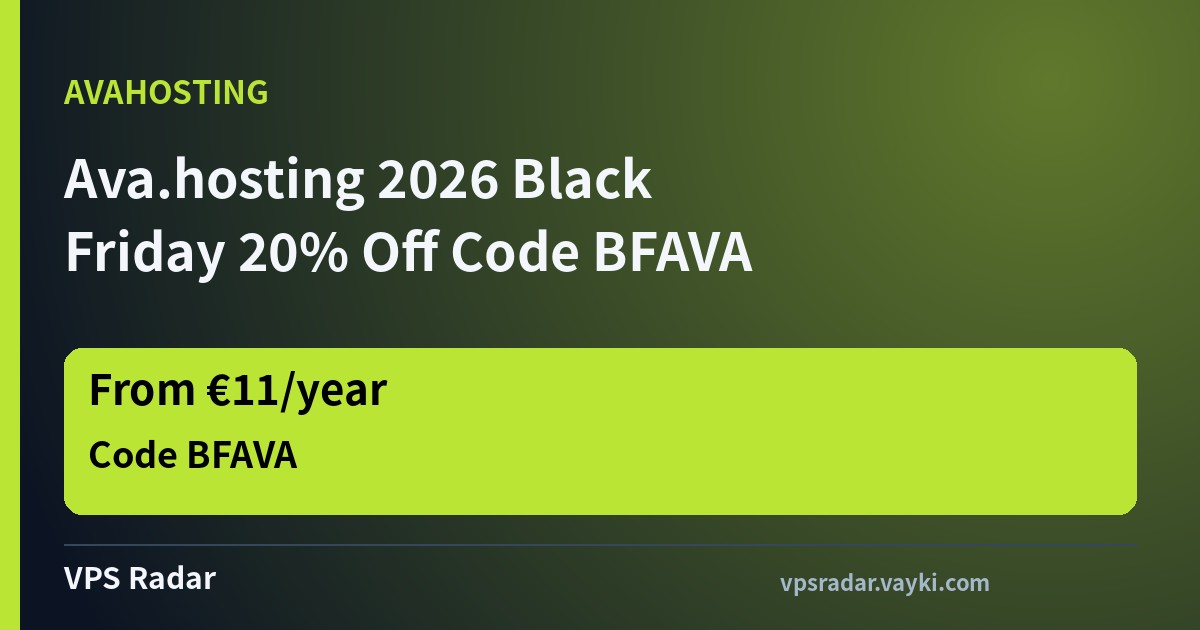 AVAHOSTING
Ava.hosting 2026 Black
Friday 20% Off Code BFAVA
From €11/year
Code BFAVA
VPS Radar
vpsradar.vayki.com